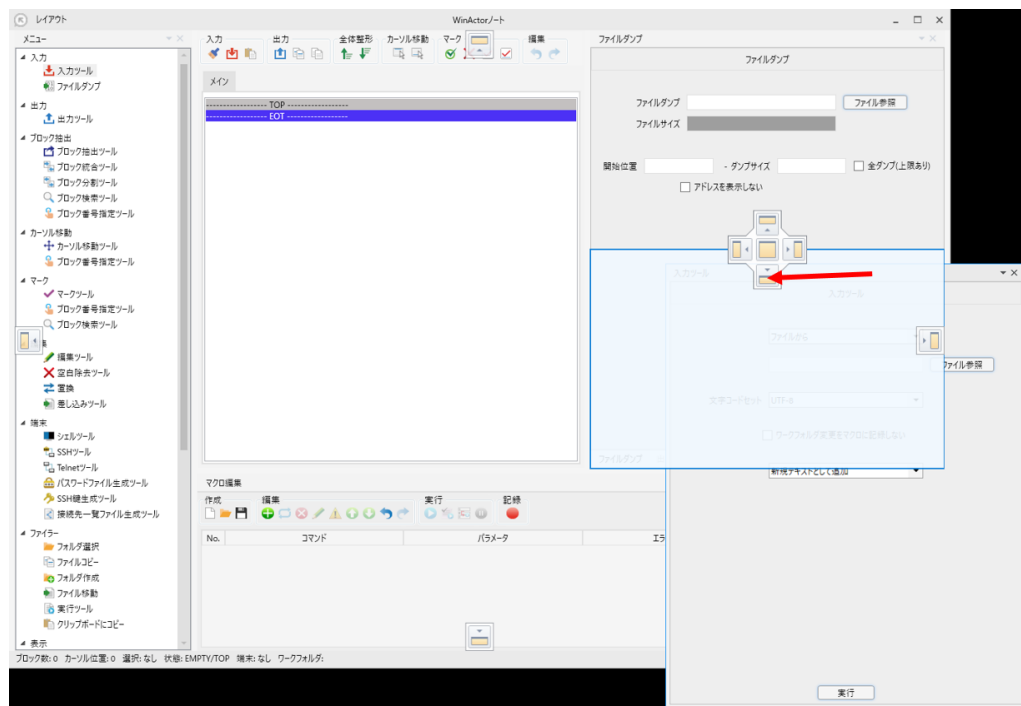 レイアウト
WinActorノート
メニュー
入力
入力ツール
ファイルダンプ
出力
出力ツール
ブロック抽出
ブロック抽出ツール
ブロック統合ツール
ブロック分割ツール
ブロック検索ツール
ブロック番号指定ツール
カーソル移動
カーソル移動ツール
ブロック番号指定ツール
マーク
マークツール
ブロック番号指定ツール
ブロック検索ツール
編集ツール
空白除去ツール
置換
差し込みツール
端末
シェルツール
SSHツール
Telnetツール
パスワードファイル生成ツール
SSH鍵生成ツール
接続先一覧ファイル生成ツール
ファイラー
フォルダ選択
ファイルコピー
フォルダ作成
ファイル移動
実行ツール
クリップボードにコピー
表示
入力 出力 全体整形 カーソル移動 マーク 編集
メイン
------------------ TOP ------------------
------------------ EOT ------------------
マクロ編集
作成 編集 実行 記録
No. コマンド パラメータ エラ
ファイルダンプ
ファイルダンプ
ファイルダンプ ファイル参照
ファイルサイズ
開始位置 - ダンプサイズ 全ダンプ(上限あり)
アドレスを表示しない
入力ツール
入力ツール
ファイルから
ファイル参照
文字コードセット UTF-8
ワークフォルダ変更をマクロに記録しない
ファイルダンプ
新規テキストとして追加
実行
ブロック数: 0 カーソル位置: 0 選択: なし 状態: EMPTY/TOP 端末: なし ワークフォルダ: